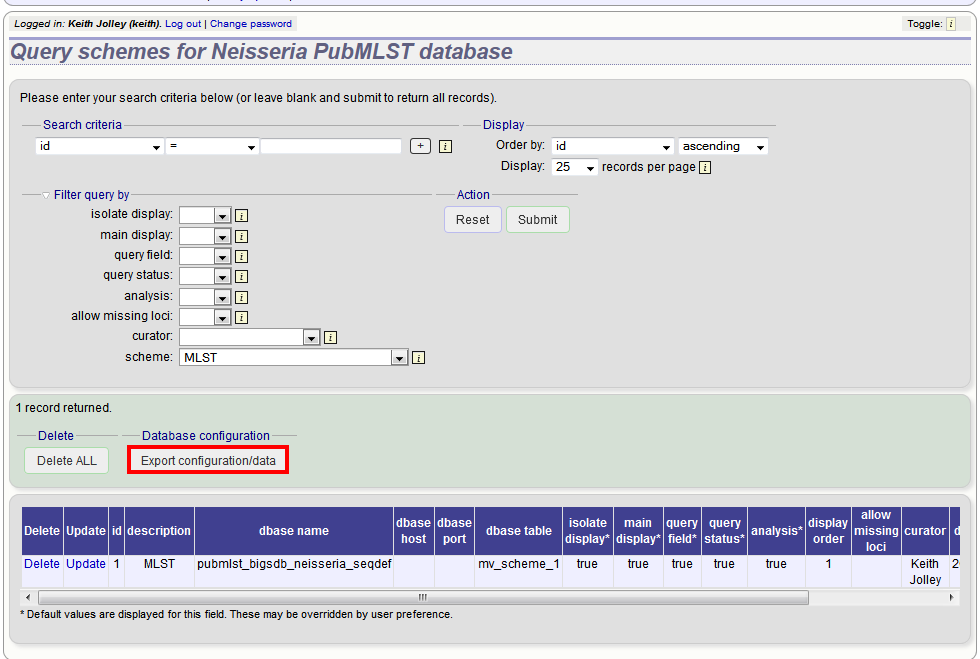 Logged in: Keith Jolley (keith). Log out | Change password
Toggle: i
Query schemes for Neisseria PubMLST database
Please enter your search criteria below (or leave blank and submit to return all records).
Search criteria
id = + i
Display
Order by: id ascending
Display: 25 records per page i
Filter query by
isolate display: i
main display: i
query field: i
query status: i
analysis: i
allow missing loci: i
curator: i
scheme: MLST i
Action
Reset Submit
1 record returned.
Delete Database configuration
Delete ALL Export configuration/data
Delete Update id description dbase name dbase host dbase port dbase table isolate display* main display* query field* query status* analysis* display order allow missing loci curator d
Delete Update 1 MLST pubmlst_bigsdb_neisseria_seqdef mv_scheme_1 true true true true true 1 Keith Jolley
* Default values are displayed for this field. These may be overridden by user preference.